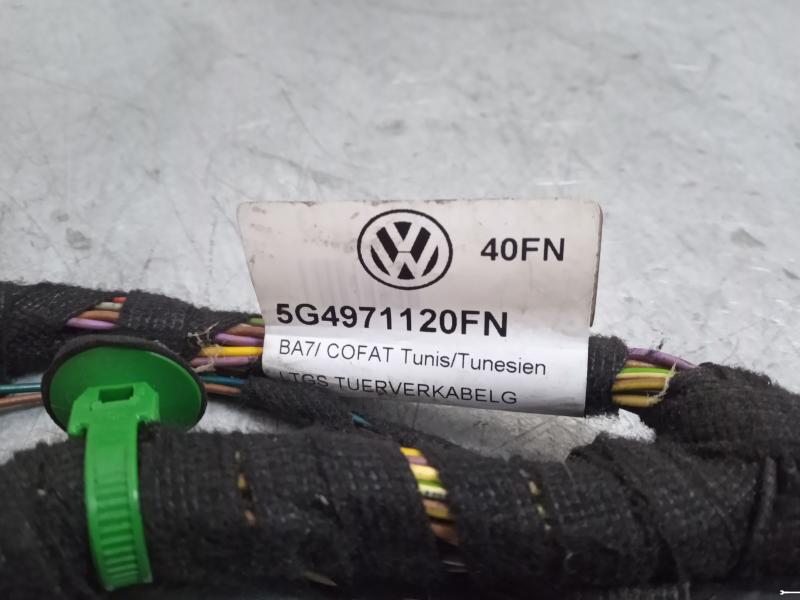 40FN
5G4971120FN
BA7/ COFAT Tunis/Tunesien
LTGS TUERVERKABELG